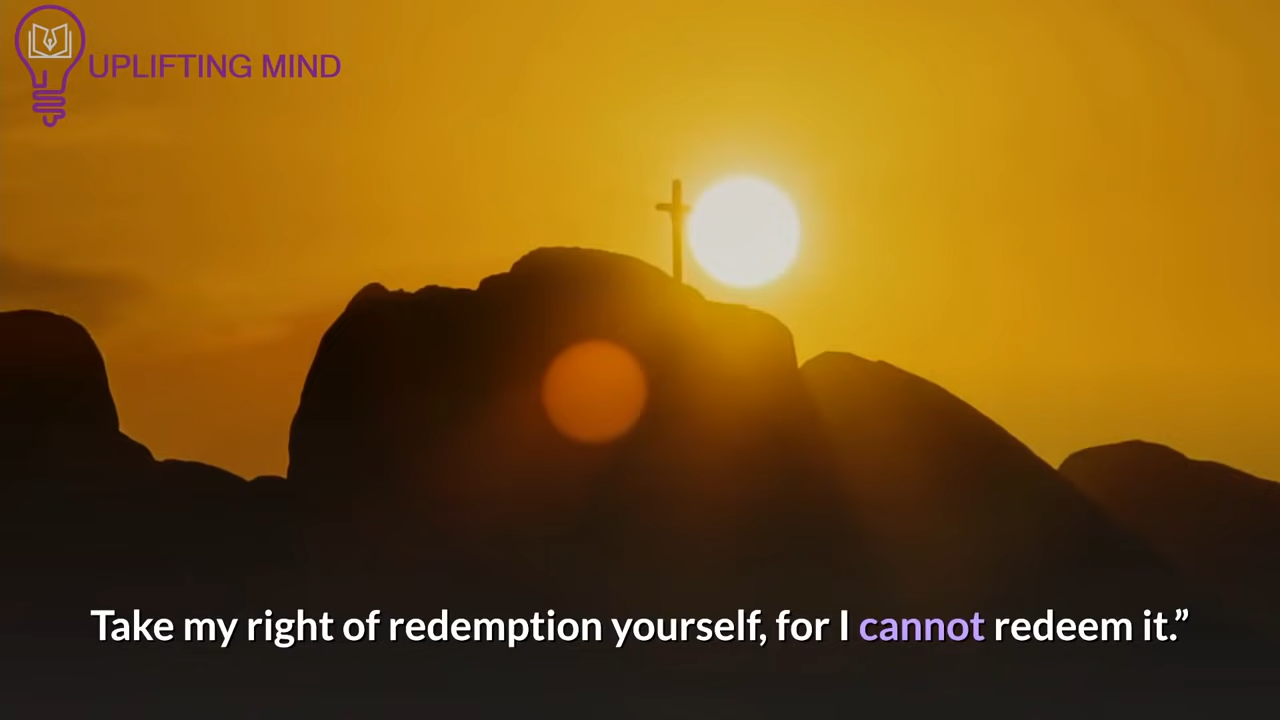 UPLIFTING MIND
Take my right of redemption yourself, for I cannot redeem it.”